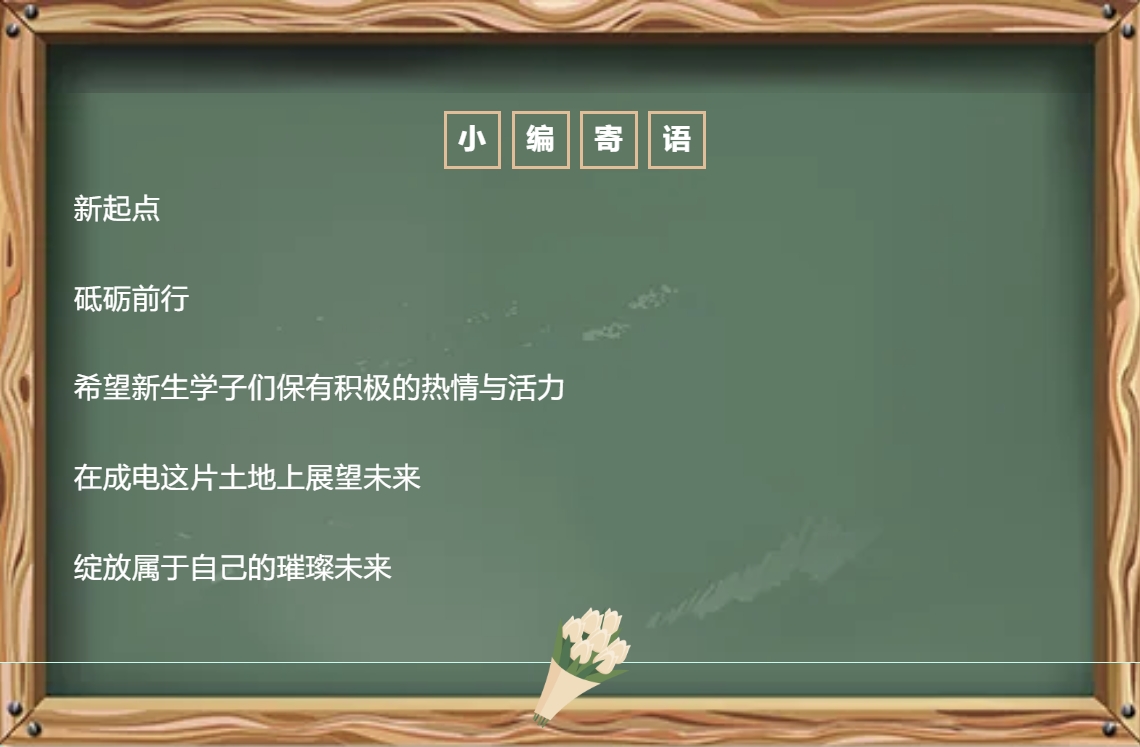 小编寄语
新起点
砥砺前行
希望新生学子们保有积极的热情与活力
在成电这片土地上展望未来
绽放属于自己的璀璨未来